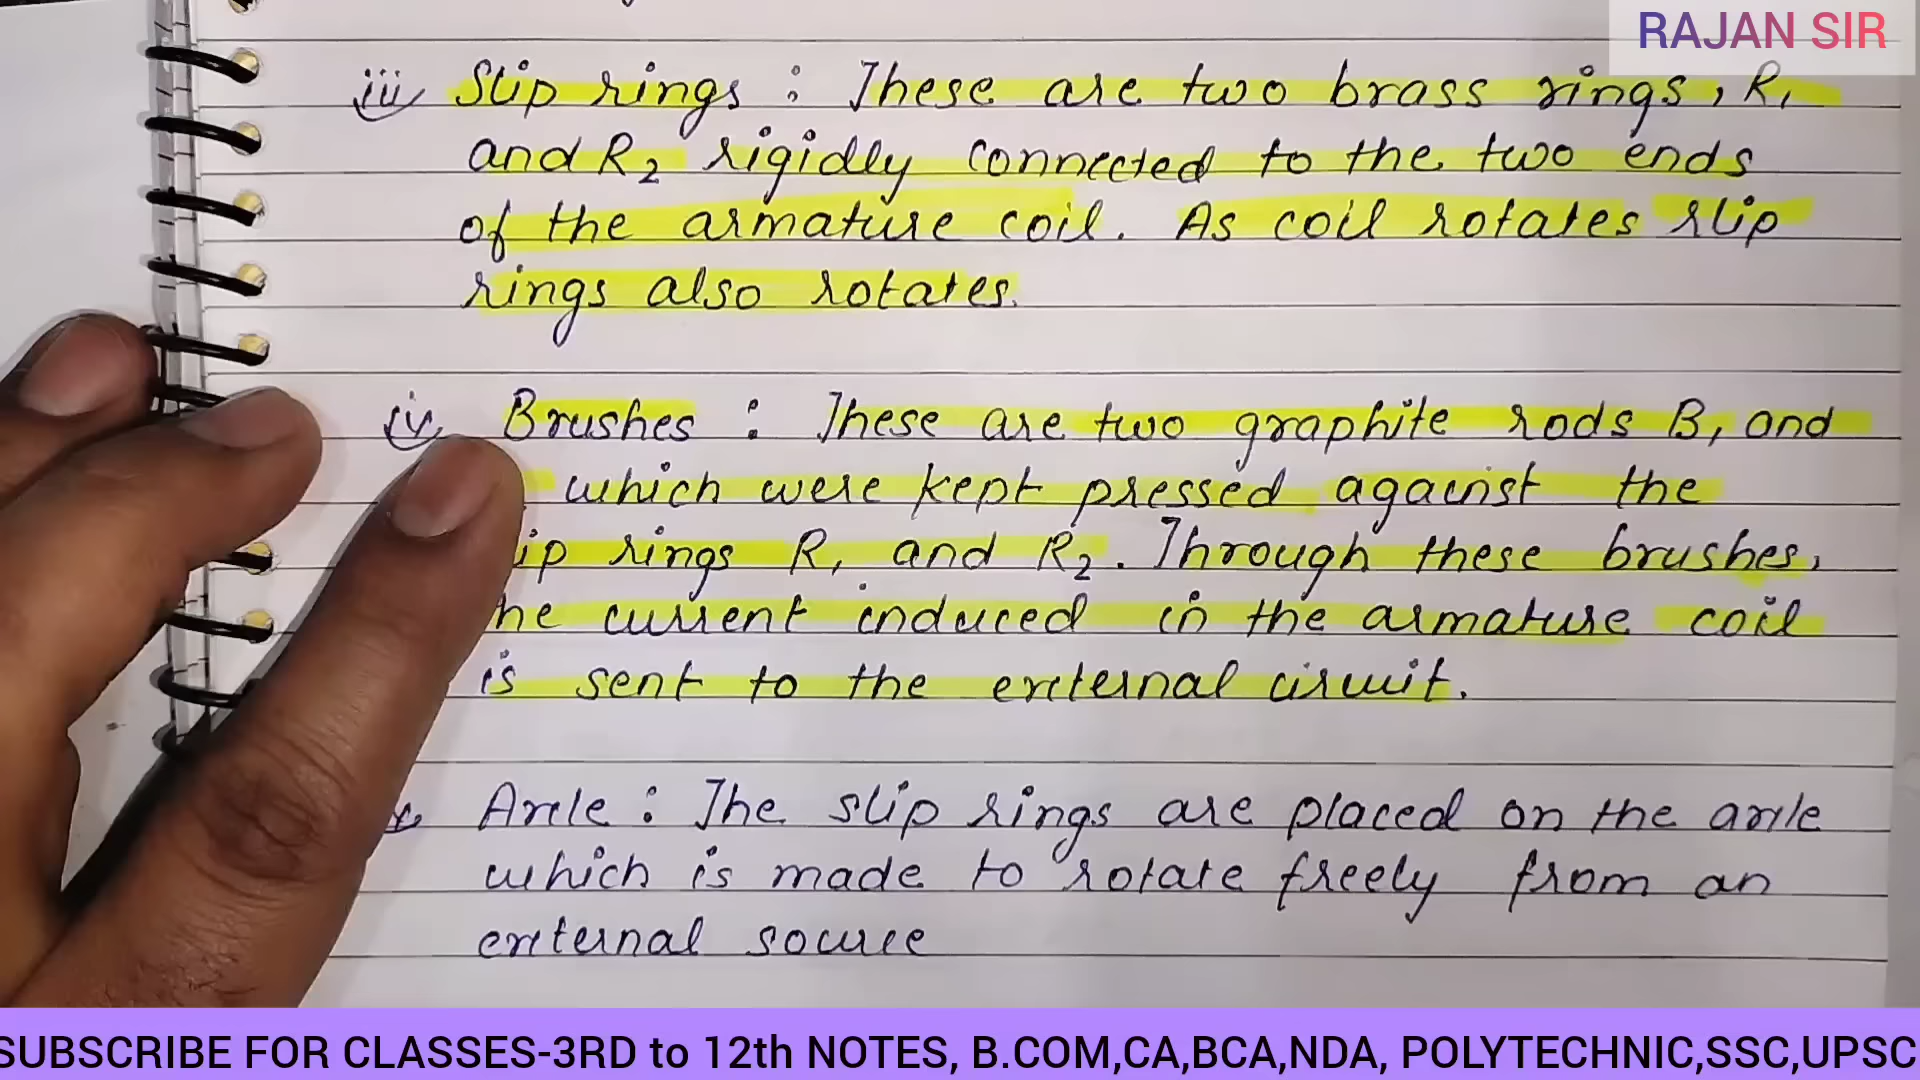 RAJAN SIR
iii Slip rings : These are two brass rings, R1
and R2 rigidly connected to the two ends
of the armature coil. As coil rotates slip
rings also rotates.
iv Brushes : These are two graphite rods B1 and
which were kept pressed against the
ip rings R1 and R2. Through these brushes,
he current induced in the armature coil
is sent to the external circuit.
v Axle : The slip rings are placed on the axle
which is made to rotate freely from an
external source
SUBSCRIBE FOR CLASSES-3RD to 12th NOTES, B.COM,CA,BCA,NDA, POLYTECHNIC,SSC,UPSC